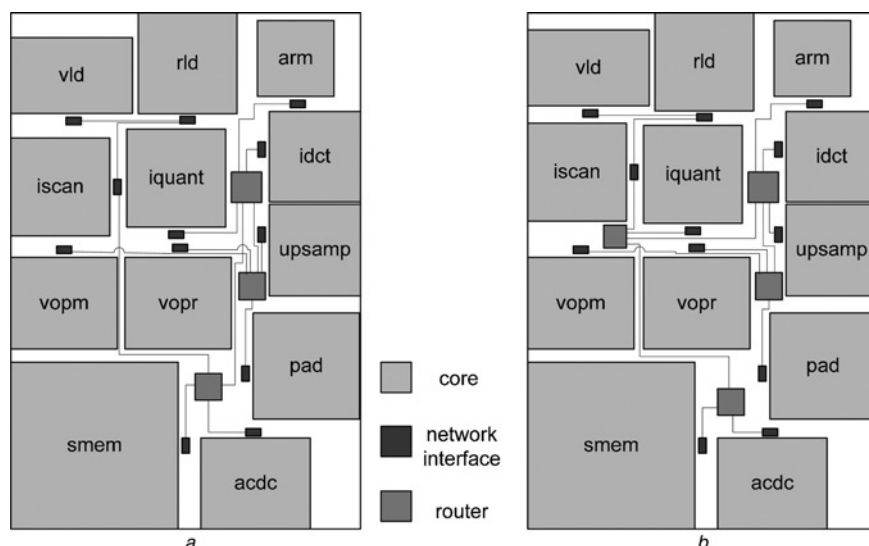 vld
rld
arm
iscan
iquant
idct
upsamp
vopm
vopr
pad
smem
acdc
a
core
network
interface
router
vld
rld
arm
iscan
iquant
idct
upsamp
vopm
vopr
pad
smem
acdc
b